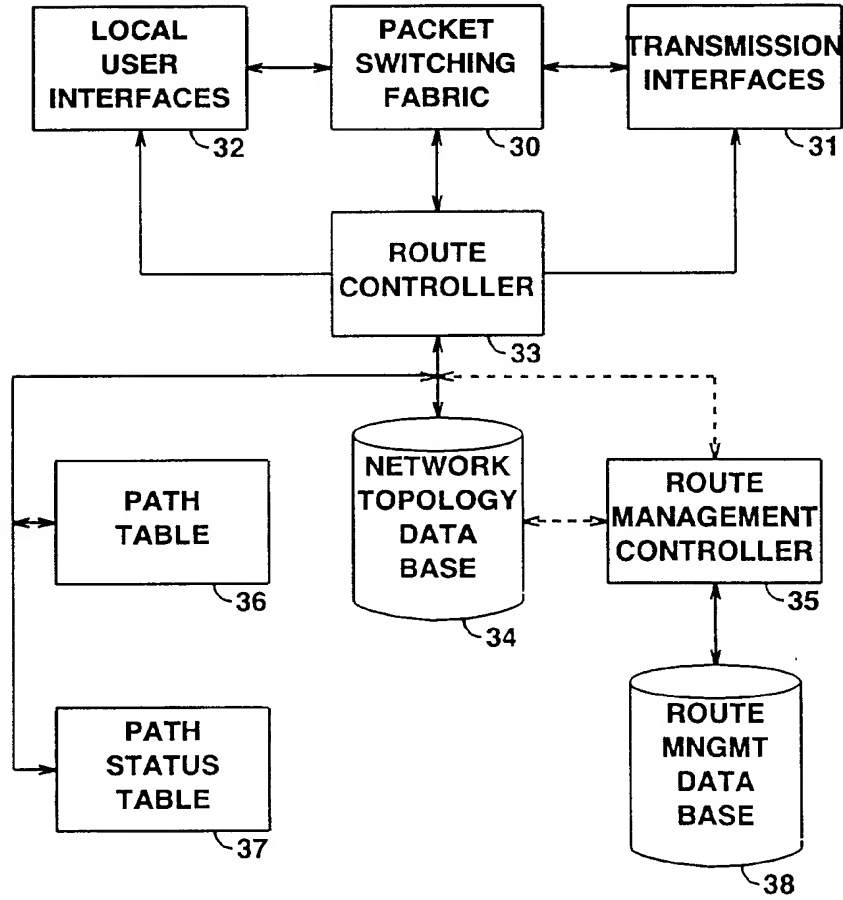 LOCAL
USER
INTERFACES
32
PACKET
SWITCHING
FABRIC
30
TRANSMISSION
INTERFACES
31
ROUTE
CONTROLLER
33
PATH
TABLE
36
NETWORK
TOPOLOGY
DATA
BASE
34
ROUTE
MANAGEMENT
CONTROLLER
35
PATH
STATUS
TABLE
37
ROUTE
MNGMT
DATA
BASE
38